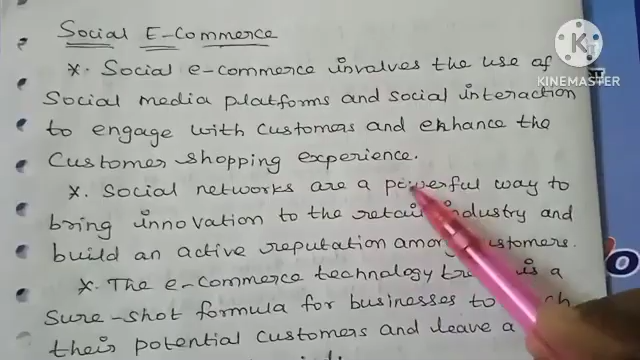 Social E-Commerce
*. Social e-commerce involves the use of
Social media platforms and social interaction
to engage with customers and enhance the
customer shopping experience.
*. Social networks are a powerful way to
bring innovation to the retail industry and
build an active reputation among customers.
*. The e-commerce technology is a
sure-shot formula for businesses to
their potential customers and leave a
KINEMASTER